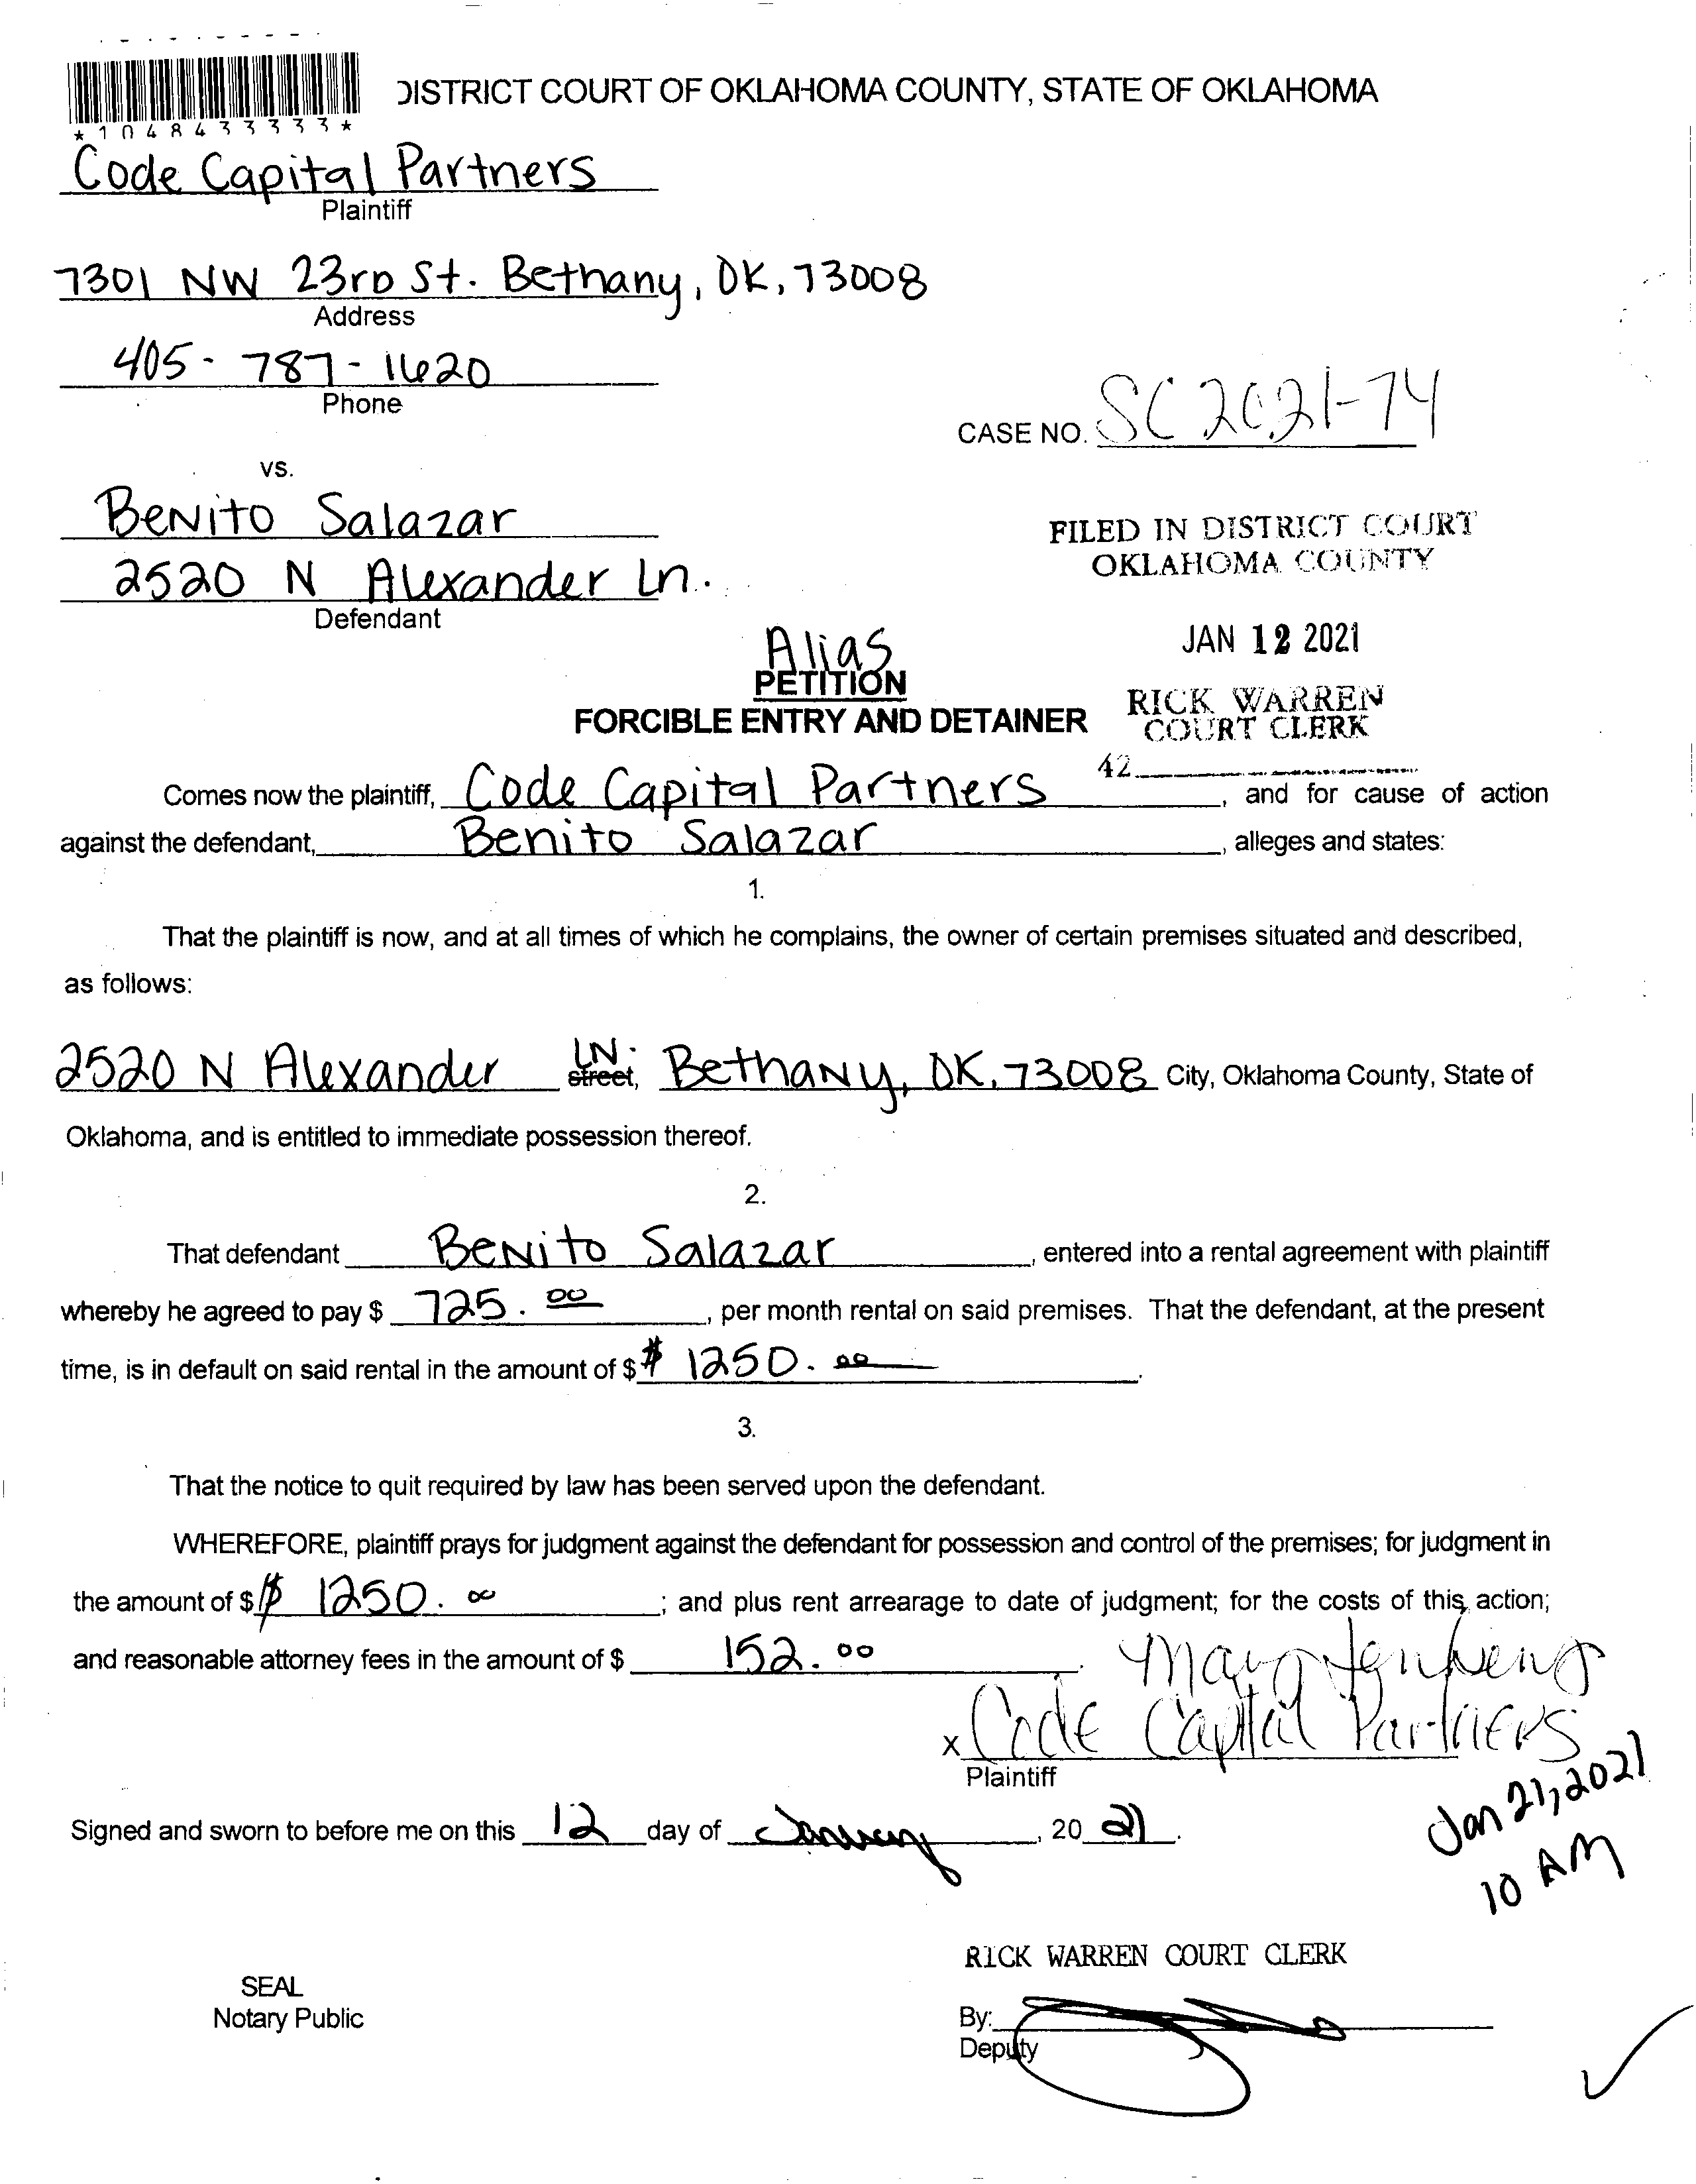 DISTRICT COURT OF OKLAHOMA COUNTY, STATE OF OKLAHOMA
*1048433333*
Code Capital Partners
Plaintiff
7301 NW 23rd St. Bethany, OK, 73008
Address
405-787-1620
Phone
CASE NO. SC 2021-74
vs.
Benito Salazar
2520 N Alexander Ln.
Defendant
FILED IN DISTRICT COURT
OKLAHOMA COUNTY
JAN 12 2021
RICK WARREN
COURT CLERK
42
Alias
PETITION
FORCIBLE ENTRY AND DETAINER
Comes now the plaintiff, Code Capital Partners, and for cause of action
against the defendant, Benito Salazar, alleges and states:
1.
That the plaintiff is now, and at all times of which he complains, the owner of certain premises situated and described,
as follows:
2520 N Alexander LN. street, Bethany, OK, 73008 City, Oklahoma County, State of
Oklahoma, and is entitled to immediate possession thereof.
2.
That defendant Benito Salazar, entered into a rental agreement with plaintiff
whereby he agreed to pay $ 725.00, per month rental on said premises. That the defendant, at the present
time, is in default on said rental in the amount of $ $ 1250.00.
3.
That the notice to quit required by law has been served upon the defendant.
WHEREFORE, plaintiff prays for judgment against the defendant for possession and control of the premises; for judgment in
the amount of $ $ 1250.00; and plus rent arrearage to date of judgment; for the costs of this action;
and reasonable attorney fees in the amount of $ 152.00.
x Code Capital Partners
Plaintiff
Signed and sworn to before me on this 12 day of January, 20 21.
Jan 21, 2021
10 AM
RICK WARREN COURT CLERK
SEAL
Notary Public
By:
Deputy